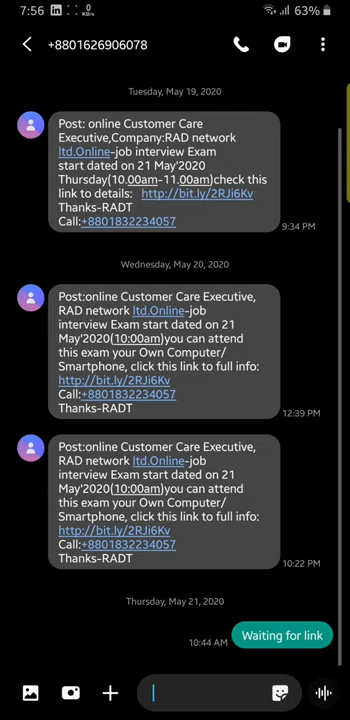 7:56 in 0 KB/s 63%
+8801626906078
Tuesday, May 19, 2020
Post: online Customer Care
Executive,Company:RAD network
ltd.Online-job interview Exam
start dated on 21 May'2020
Thursday(10.00am-11.00am)check this
link to details: http://bit.ly/2RJi6Kv
Thanks-RADT
Call:+8801832234057
9:34 PM
Wednesday, May 20, 2020
Post:online Customer Care Executive,
RAD network ltd.Online-job
interview Exam start dated on 21
May'2020(10:00am)you can attend
this exam your Own Computer/
Smartphone, click this link to full info:
http://bit.ly/2RJi6Kv
Call:+8801832234057
Thanks-RADT
12:39 PM
Post:online Customer Care Executive,
RAD network ltd.Online-job
interview Exam start dated on 21
May'2020(10:00am)you can attend
this exam your Own Computer/
Smartphone, click this link to full info:
http://bit.ly/2RJi6Kv
Call:+8801832234057
Thanks-RADT
10:22 PM
Thursday, May 21, 2020
Waiting for link
10:44 AM